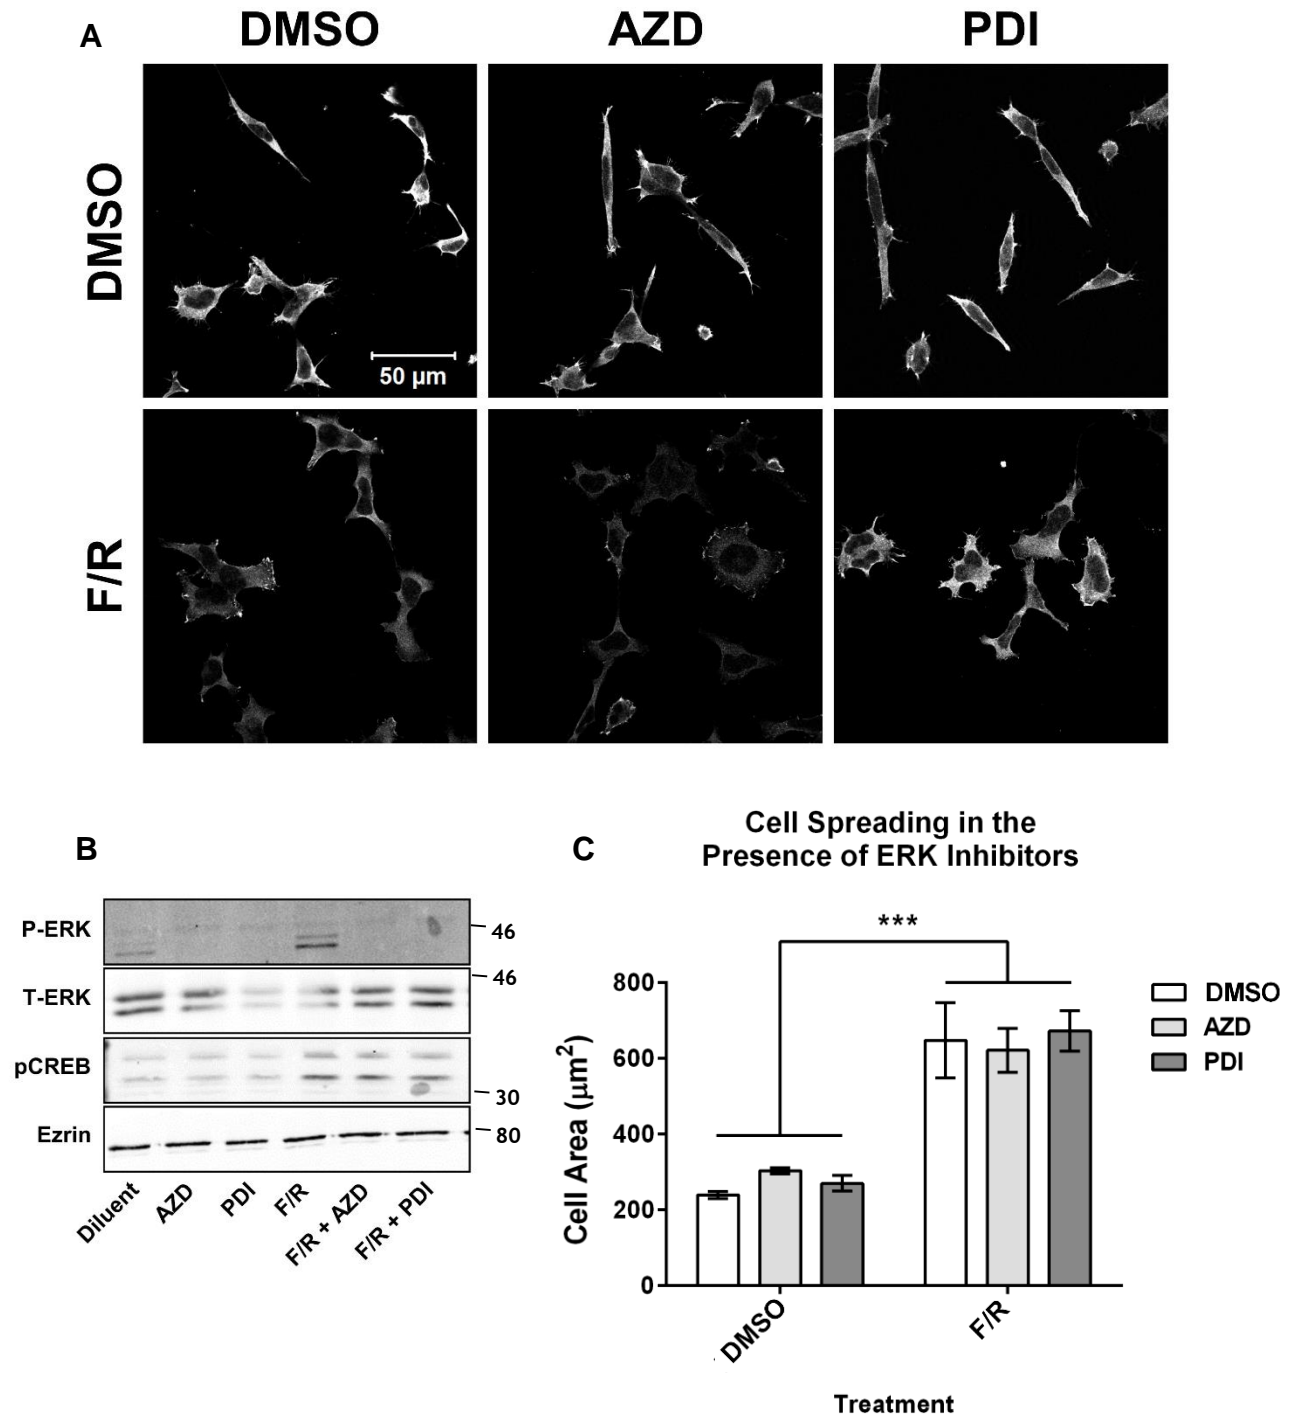 A
DMSO AZD PDI
DMSO
50 µm
F/R
B
P-ERK
46
T-ERK
46
pCREB
30
Ezrin
80
Diluent AZD PDI F/R F/R + AZD F/R + PDI
C
Cell Spreading in the
Presence of ERK Inhibitors
***
Cell Area (µm²)
800
600
400
200
0
DMSO F/R
Treatment
DMSO
AZD
PDI